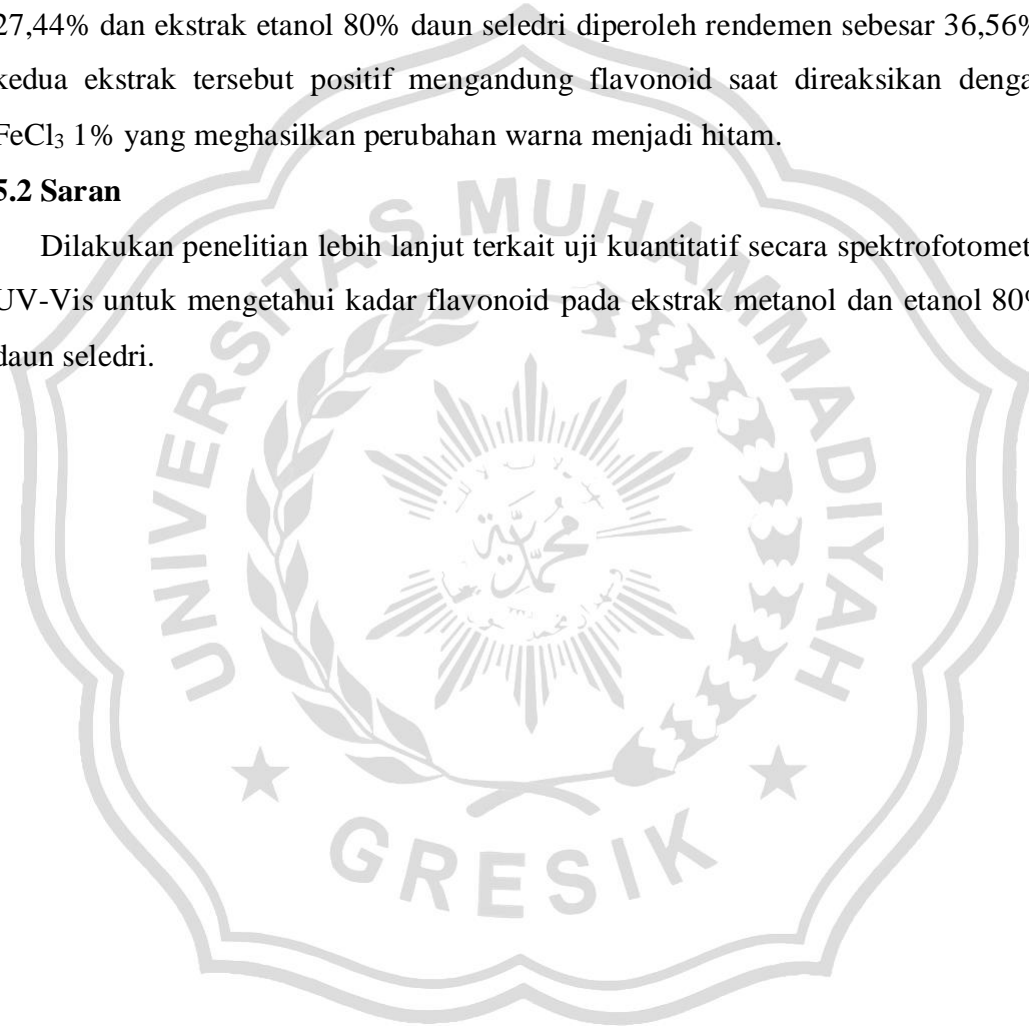 27,44% dan ekstrak etanol 80% daun seledri diperoleh rendemen sebesar 36,56%
kedua ekstrak tersebut positif mengandung flavonoid saat direaksikan denga
FeCl₃ 1% yang meghasilkan perubahan warna menjadi hitam.
5.2 Saran
Dilakukan penelitian lebih lanjut terkait uji kuantitatif secara spektrofotomet
UV-Vis untuk mengetahui kadar flavonoid pada ekstrak metanol dan etanol 80%
daun seledri.
UNIVERSITAS MUHAMMADIYAH
محمدية
GRESIK